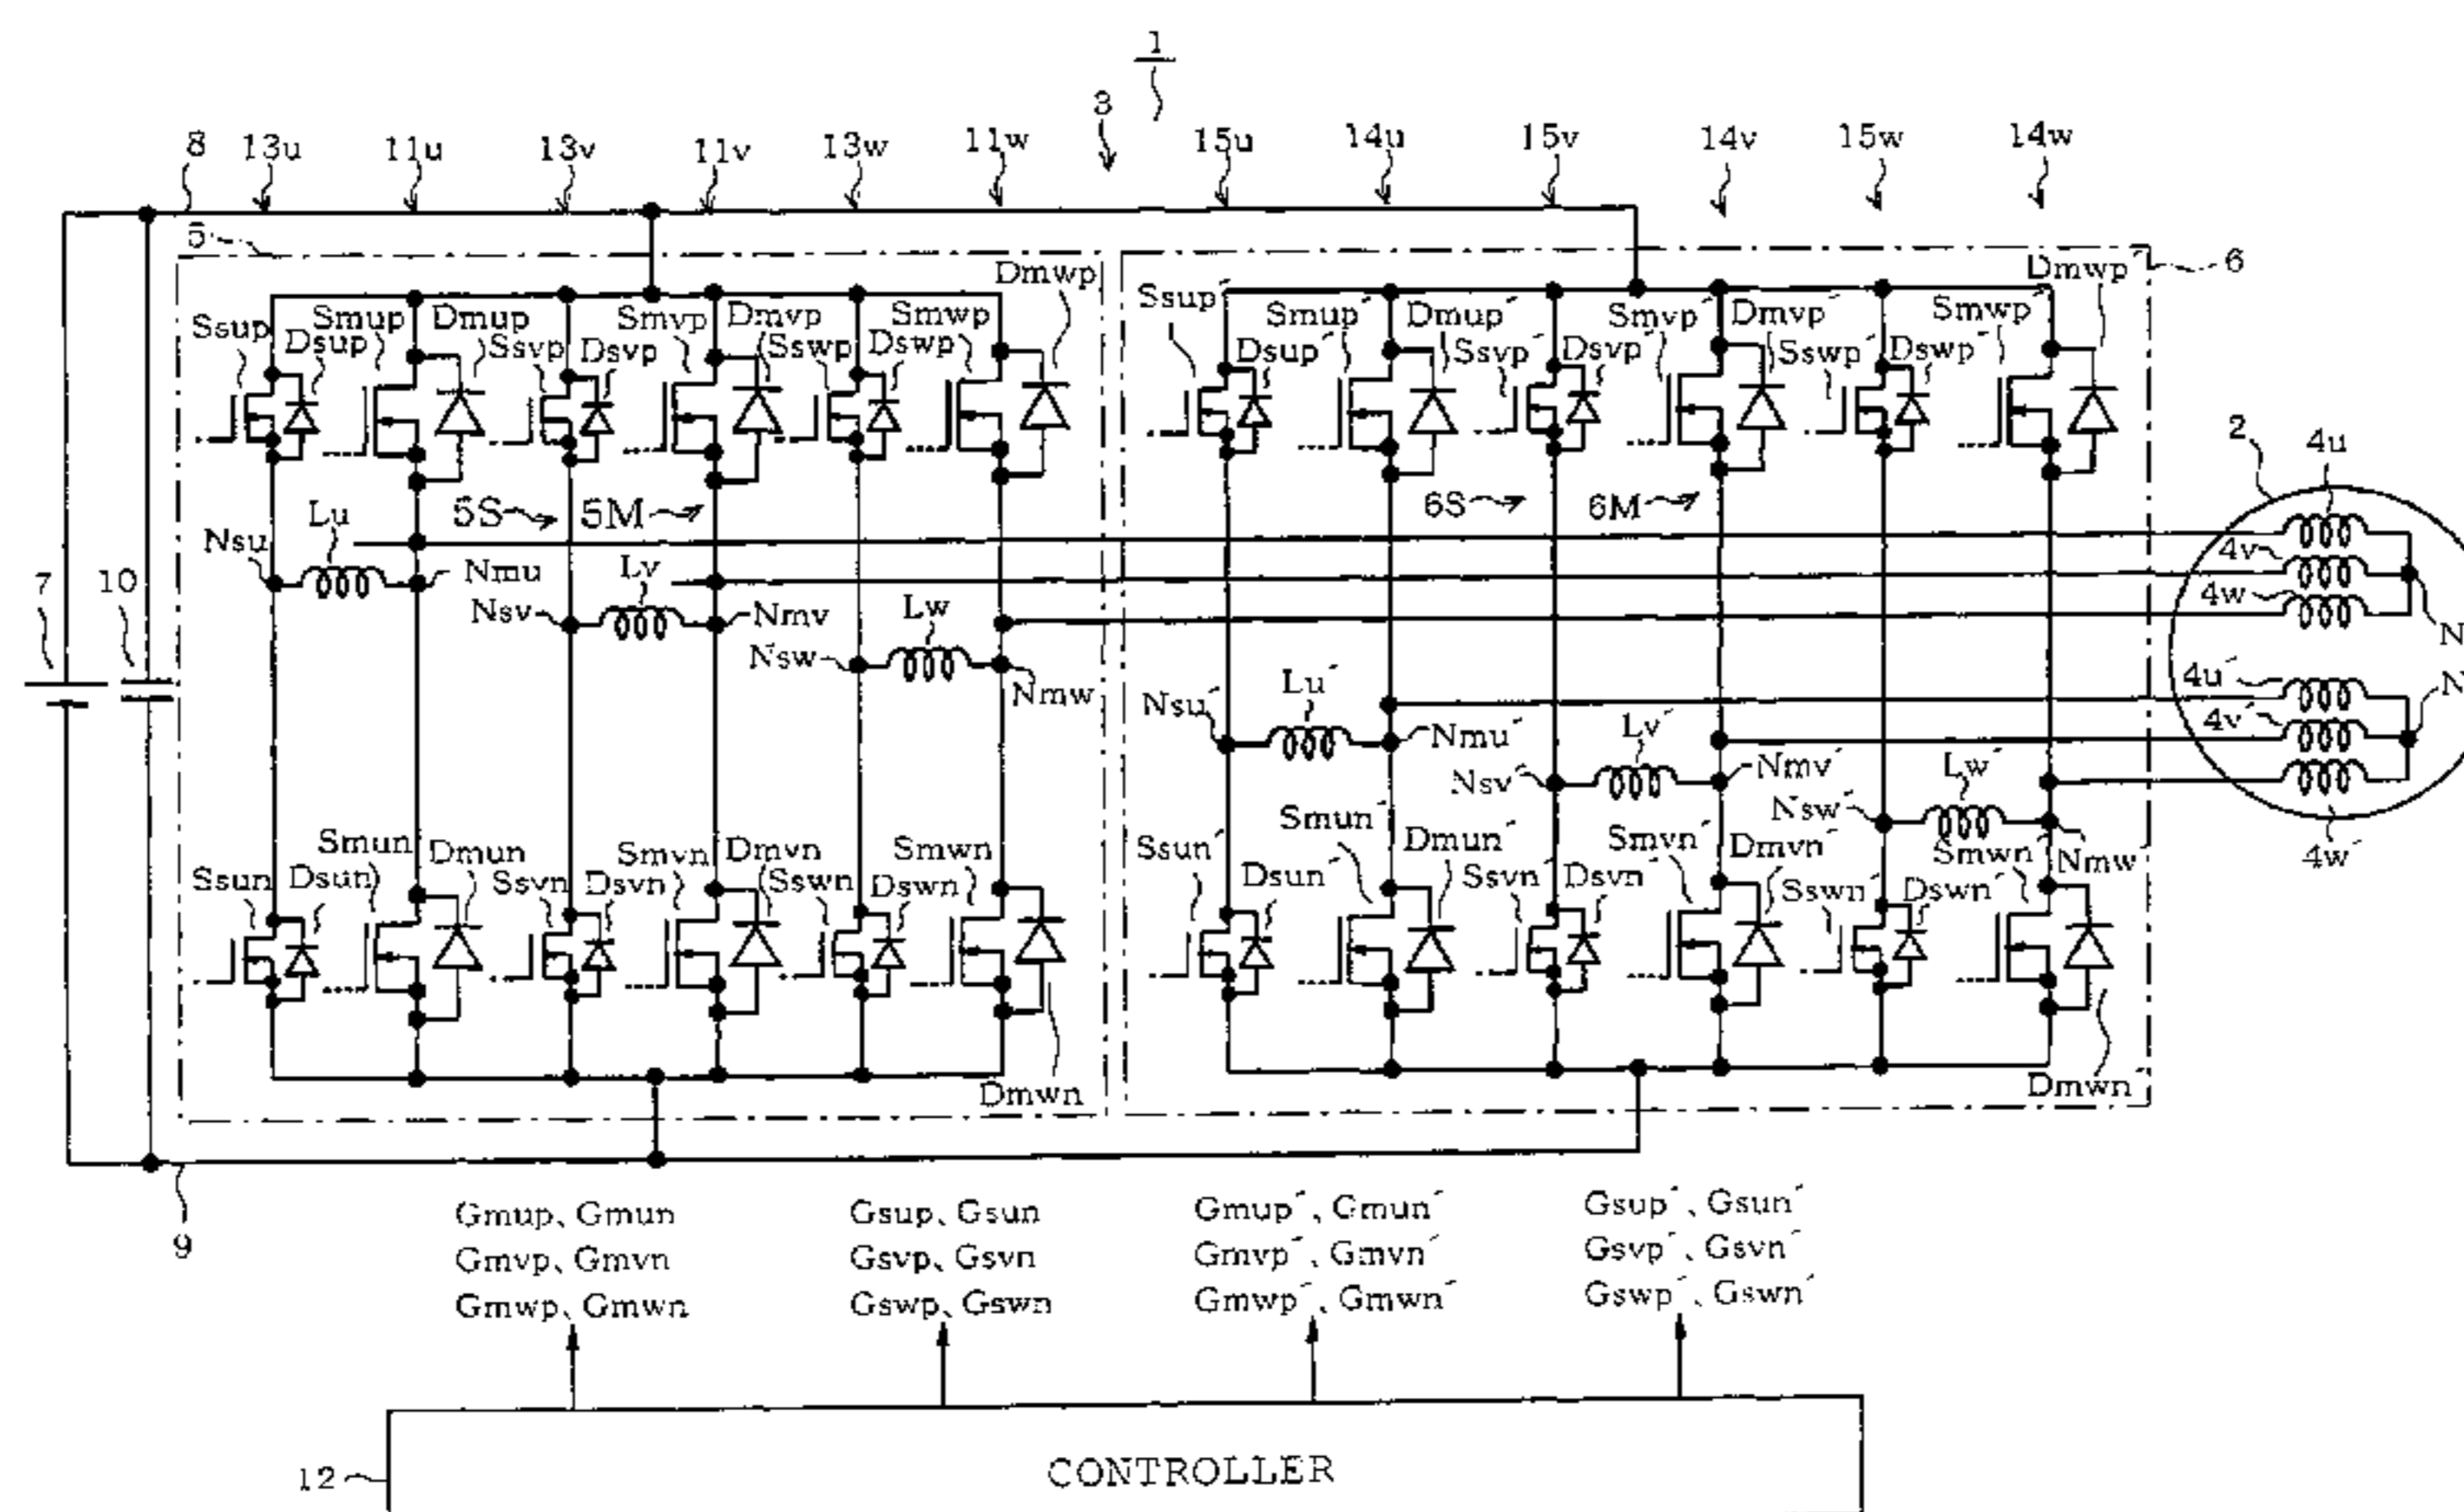 1
3
8 13u 11u 13v 11v 13w 11w 15u 14u 15v 14v 15w 14w
5 6
Dmwp Dmwp´
Ssup Dsup Smup Dmup Ssvp Dsvp Smvp Dmvp Sswp Dswp Smwp
Ssup´ Dsup´ Smup´ Dmup´ Ssvp´ Dsvp´ Smvp´ Dmvp´ Sswp´ Dswp´ Smwp´
5S 5M 6S 6M
2 4u
4v
4w
N
7 10
Nsu Lu Nmu
Nsv Lv Nmv
Nsw Lw Nmw
4u´
4v´
4w´
N
Nsu´ Lu´ Nmu´
Nsv´ Lv´ Nmv´
Nsw´ Lw´ Nmw´
Ssun Dsun Smun Dmun Ssvn Dsvn Smvn Dmvn Sswn Dswn Smwn
Ssun´ Dsun´ Smun´ Dmun´ Ssvn´ Dsvn´ Smvn´ Dmvn´ Sswn´ Dswn´ Smwn´
Dmwn Dmwn´
9
Gmup、Gmun
Gmvp、Gmvn
Gmwp、Gmwn
Gsup、Gsun
Gsvp、Gsvn
Gswp、Gswn
Gmup´、Gmun´
Gmvp´、Gmvn´
Gmwp´、Gmwn´
Gsup´、Gsun´
Gsvp´、Gsvn´
Gswp´、Gswn´
12 CONTROLLER